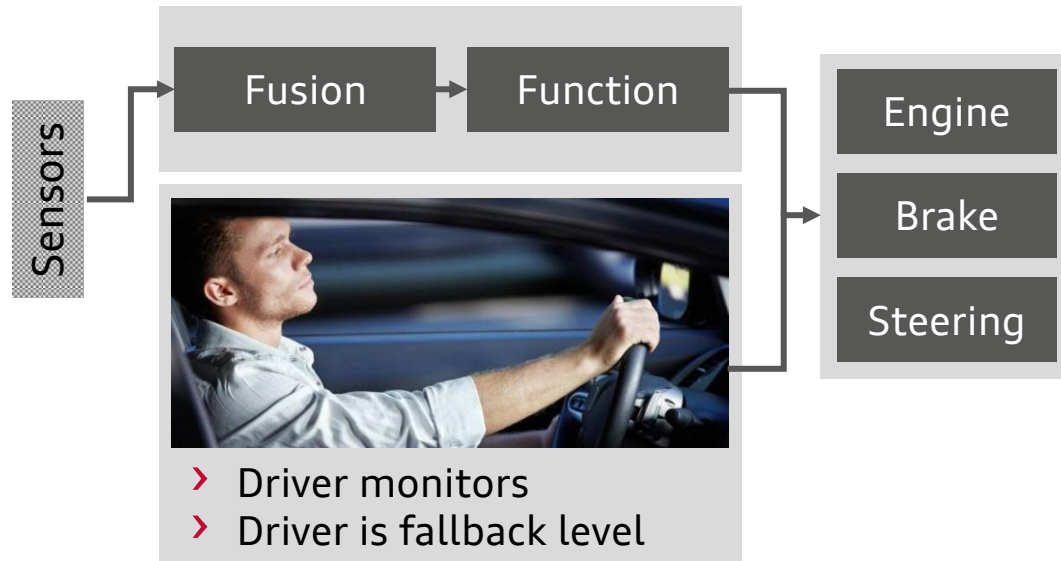 Sensors
Fusion
Function
Engine
Brake
Steering
› Driver monitors
› Driver is fallback level